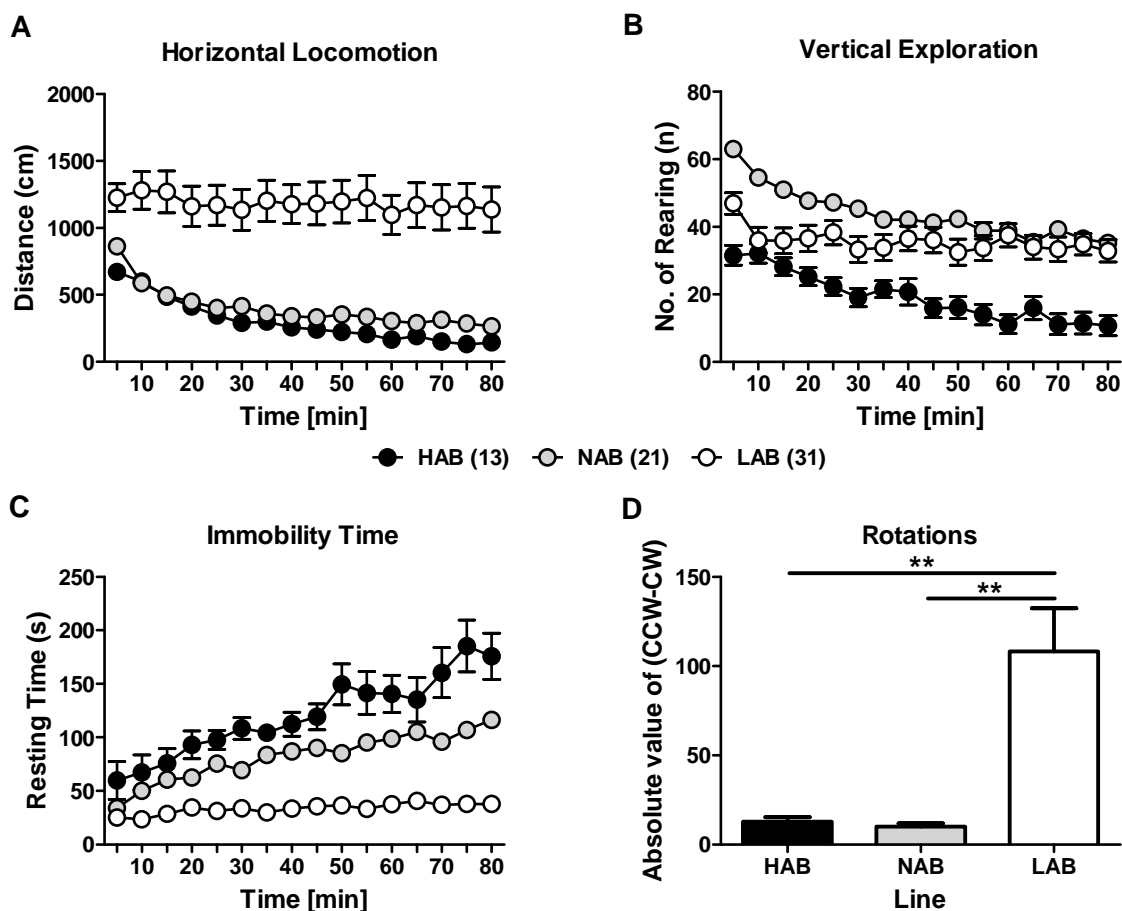 A
Horizontal Locomotion
2000
1500
1000
500
0
Distance (cm)
10 20 30 40 50 60 70 80
Time [min]
B
Vertical Exploration
80
60
40
20
0
No. of Rearing (n)
10 20 30 40 50 60 70 80
Time [min]
HAB (13) NAB (21) LAB (31)
C
Immobility Time
250
200
150
100
50
0
Resting Time (s)
10 20 30 40 50 60 70 80
Time [min]
D
Rotations
**
**
150
100
50
0
Absolute value of (CCW-CW)
HAB NAB LAB
Line